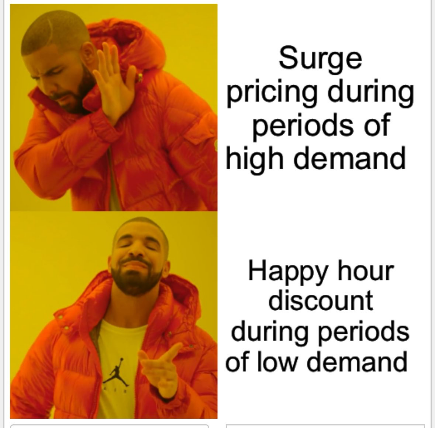 Surge
pricing during
periods of
high demand
Happy hour
discount
during periods
of low demand